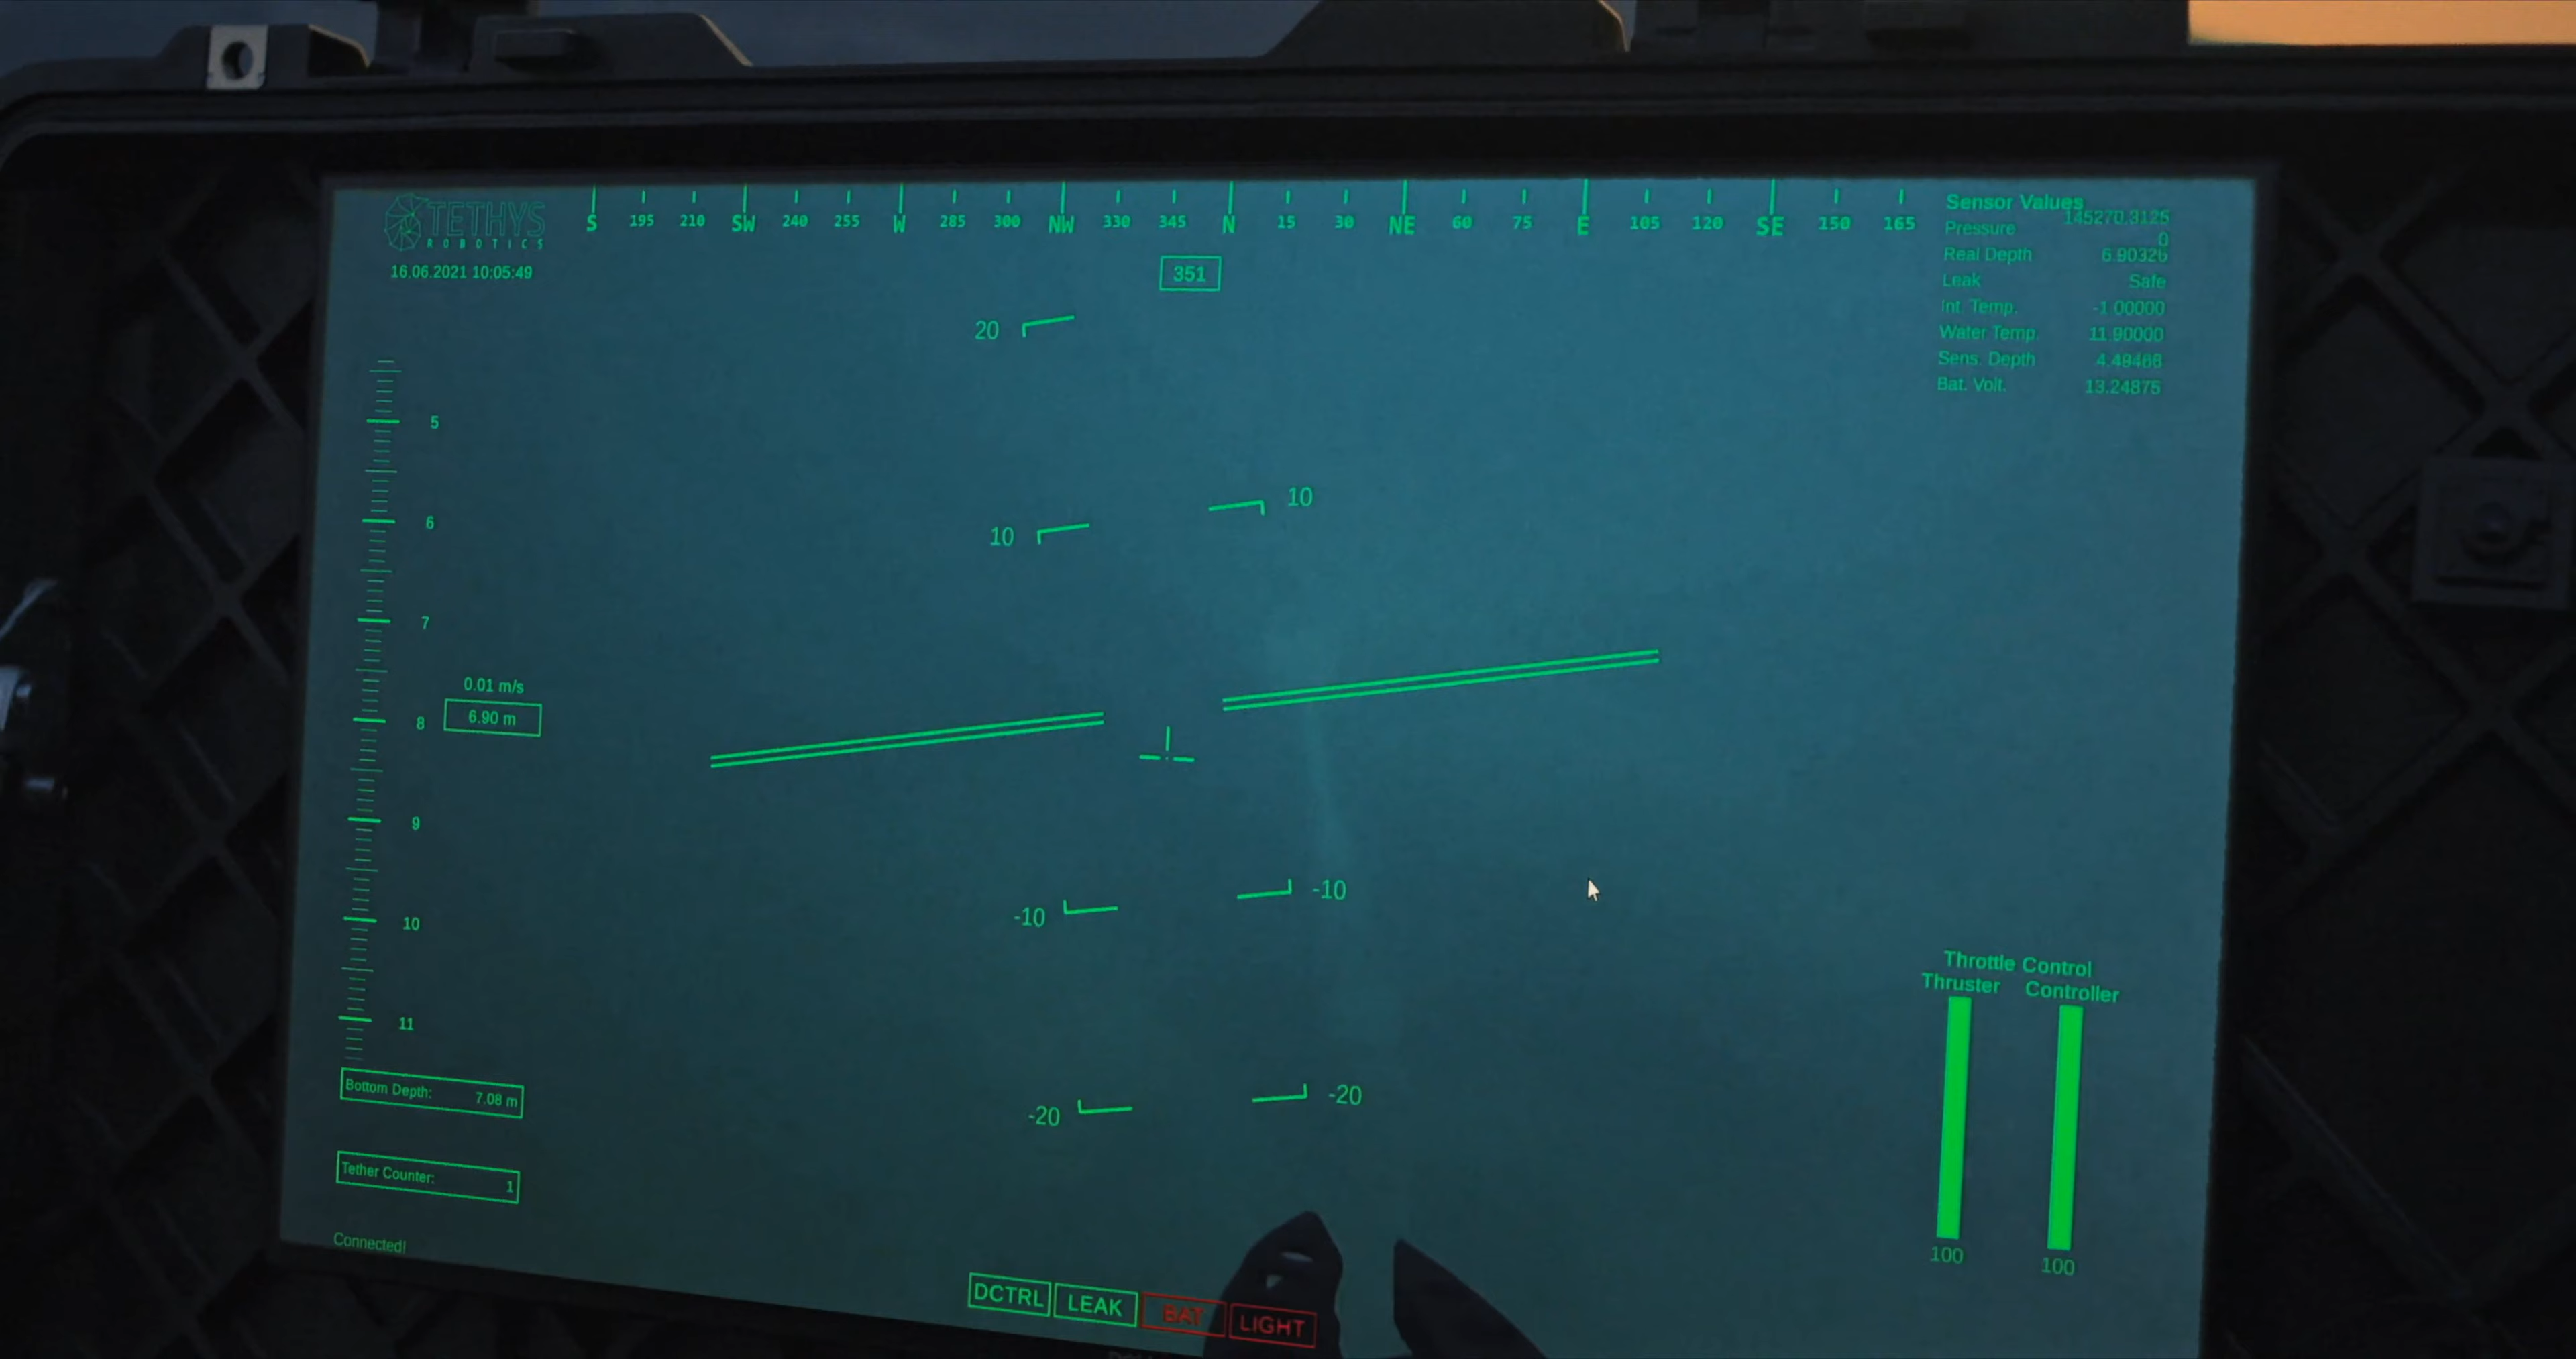 TETHYS
ROBOTICS
16.06.2021 10:05:49
S 195 210 SW 240 255 W 285 300 NW 330 345 N 15 30 NE 60 75 E 105 120 SE 150 165
351
Sensor Values
Pressure 145270.3125
0
Real Depth 6.90326
Leak Safe
Int. Temp. -1.00000
Water Temp. 11.90000
Sens. Depth 4.48468
Bat. Volt. 13.24875
20
10 10
5
6
7
8
9
10
11
0.01 m/s
6.90 m
-10 -10
-20 -20
Bottom Depth: 7.08 m
Tether Counter: 1
Connected!
Throttle Control
Thruster Controller
100 100
DCTRL LEAK BAT LIGHT